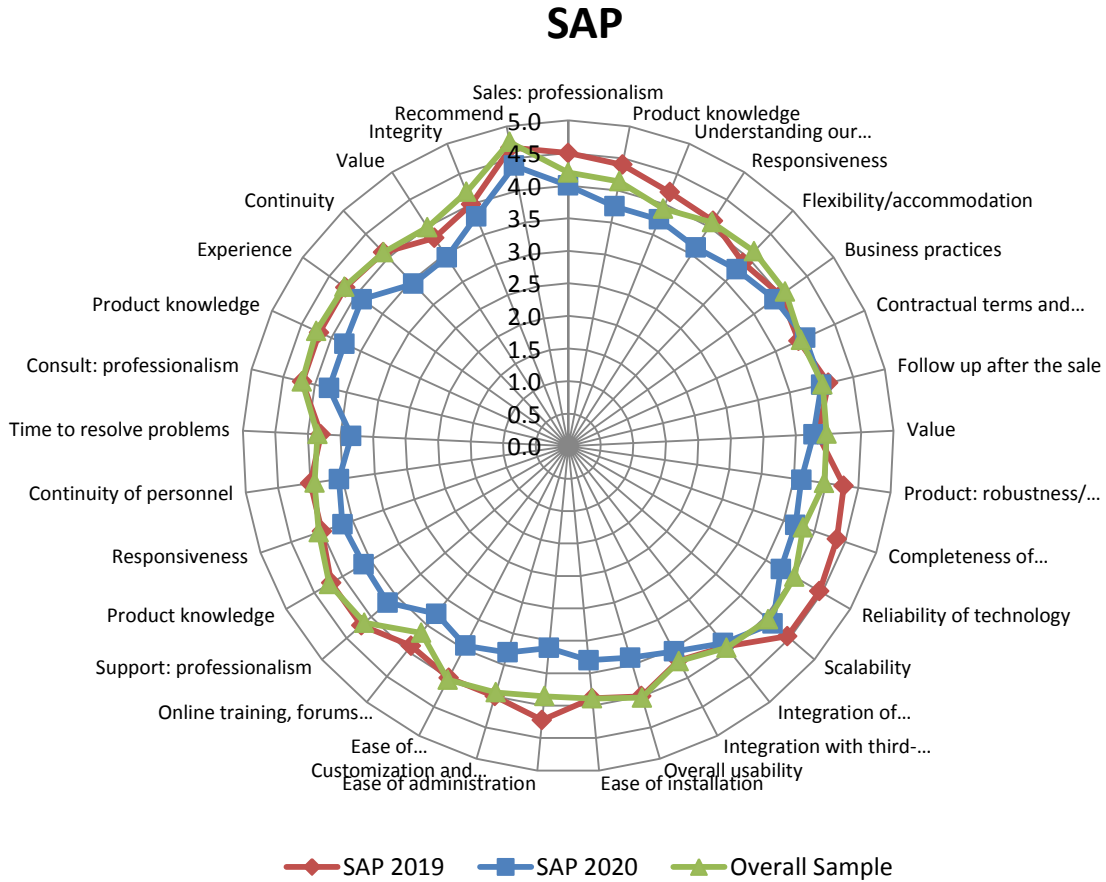 SAP
Sales: professionalism
Product knowledge
Understanding our...
Responsiveness
Flexibility/accommodation
Business practices
Contractual terms and...
Follow up after the sale
Value
Product: robustness/...
Completeness of...
Reliability of technology
Scalability
Integration of...
Integration with third-...
Overall usability
Ease of installation
Ease of administration
Customization and...
Ease of...
Online training, forums...
Support: professionalism
Product knowledge
Responsiveness
Continuity of personnel
Time to resolve problems
Consult: professionalism
Product knowledge
Experience
Continuity
Value
Integrity
Recommend
5.0
4.5
4.0
3.5
3.0
2.5
2.0
1.5
1.0
0.5
0.0
SAP 2019
SAP 2020
Overall Sample